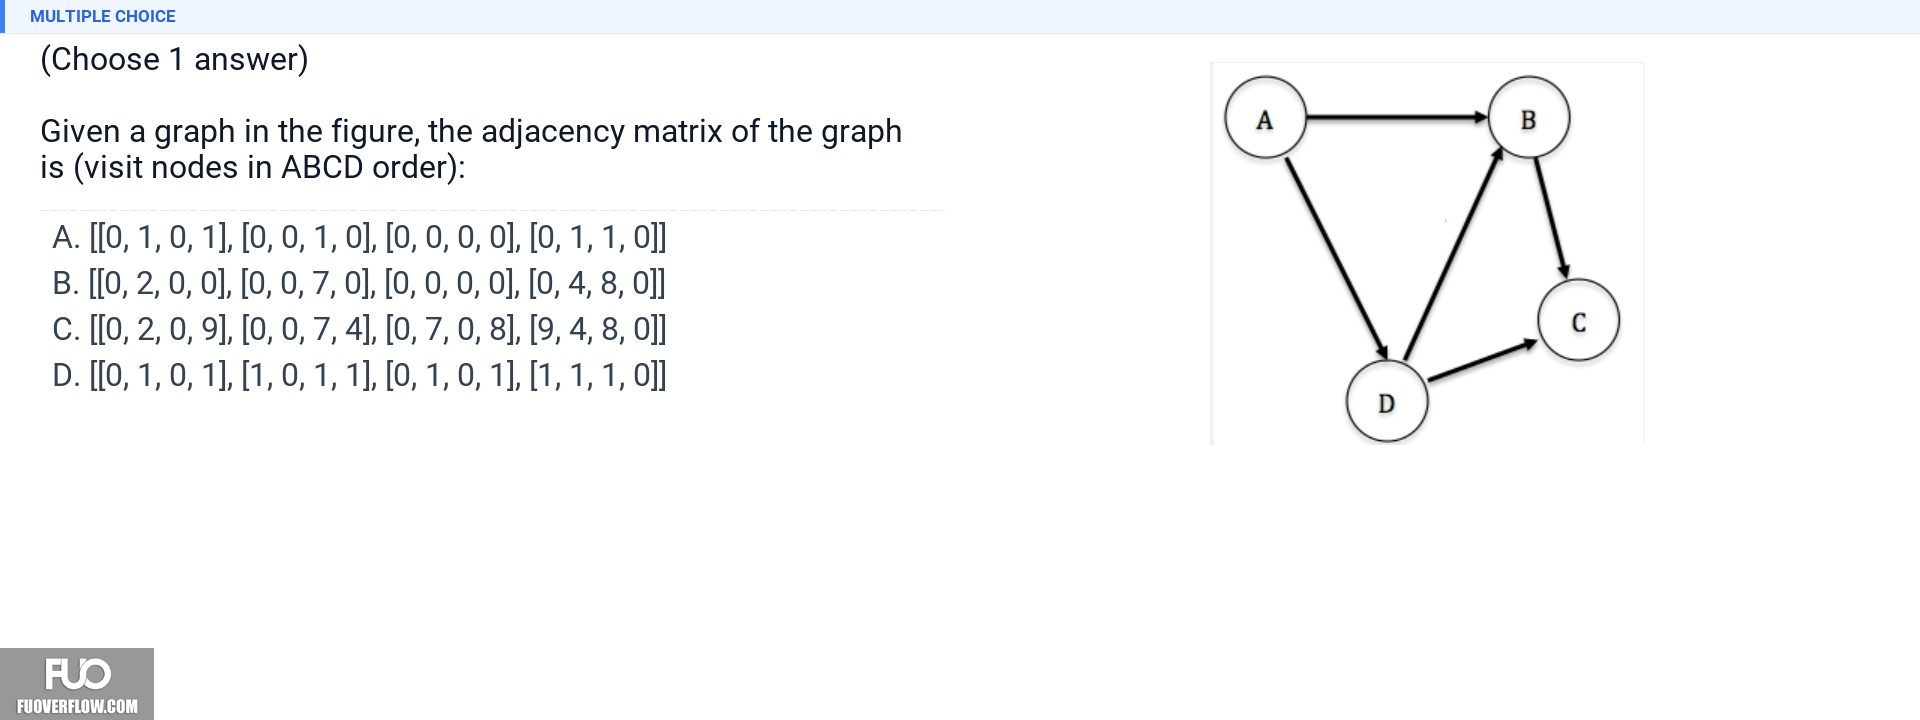 MULTIPLE CHOICE
(Choose 1 answer)
Given a graph in the figure, the adjacency matrix of the graph
is (visit nodes in ABCD order):
A. [[0, 1, 0, 1], [0, 0, 1, 0], [0, 0, 0, 0], [0, 1, 1, 0]]
B. [[0, 2, 0, 0], [0, 0, 7, 0], [0, 0, 0, 0], [0, 4, 8, 0]]
C. [[0, 2, 0, 9], [0, 0, 7, 4], [0, 7, 0, 8], [9, 4, 8, 0]]
D. [[0, 1, 0, 1], [1, 0, 1, 1], [0, 1, 0, 1], [1, 1, 1, 0]]
A
B
C
D
FUO
FUOVERFLOW.COM